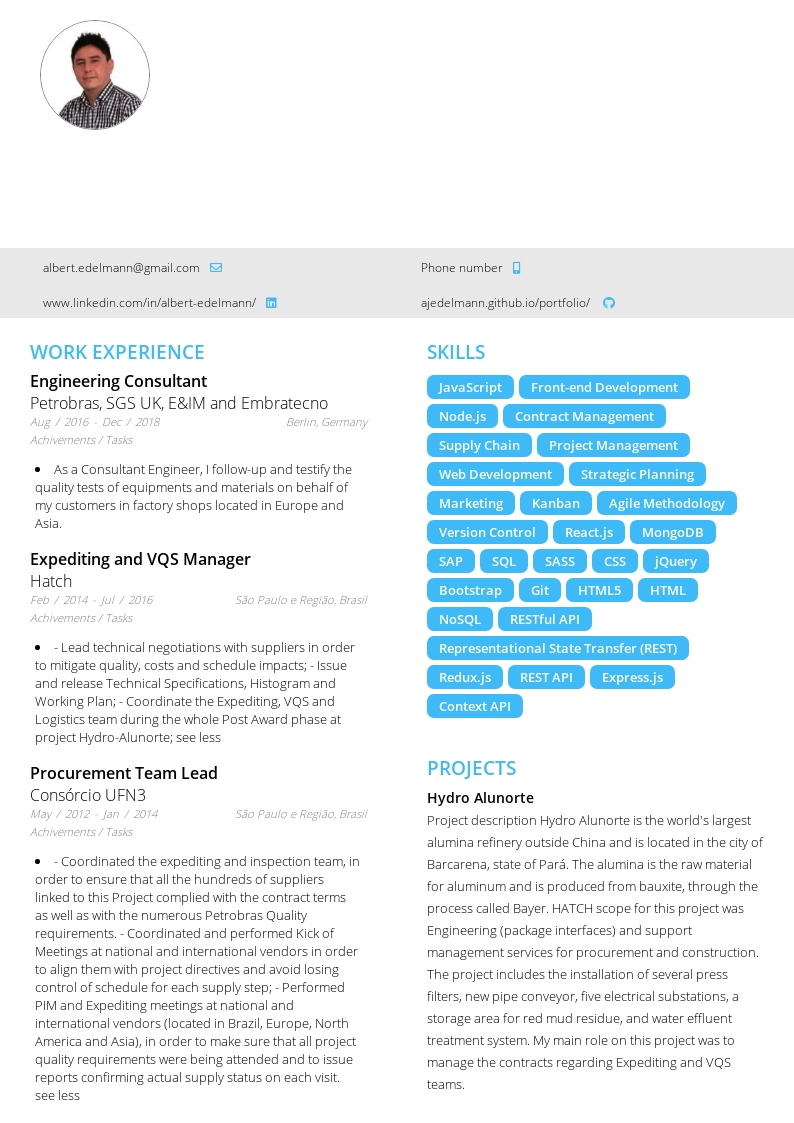 albert.edelmann@gmail.com
Phone number
www.linkedin.com/in/albert-edelmann/
ajedelmann.github.io/portfolio/
WORK EXPERIENCE
Engineering Consultant
Petrobras, SGS UK, E&IM and Embratecno
Aug / 2016 - Dec / 2018 Berlin, Germany
Achivements / Tasks
• As a Consultant Engineer, I follow-up and testify the
quality tests of equipments and materials on behalf of
my customers in factory shops located in Europe and
Asia.
Expediting and VQS Manager
Hatch
Feb / 2014 - Jul / 2016 São Paulo e Região, Brasil
Achivements / Tasks
• - Lead technical negotiations with suppliers in order
to mitigate quality, costs and schedule impacts; - Issue
and release Technical Specifications, Histogram and
Working Plan; - Coordinate the Expediting, VQS and
Logistics team during the whole Post Award phase at
project Hydro-Alunorte; see less
Procurement Team Lead
Consórcio UFN3
May / 2012 - Jan / 2014 São Paulo e Região, Brasil
Achivements / Tasks
• - Coordinated the expediting and inspection team, in
order to ensure that all the hundreds of suppliers
linked to this Project complied with the contract terms
as well as with the numerous Petrobras Quality
requirements. - Coordinated and performed Kick of
Meetings at national and international vendors in order
to align them with project directives and avoid losing
control of schedule for each supply step; - Performed
PIM and Expediting meetings at national and
international vendors (located in Brazil, Europe, North
America and Asia), in order to make sure that all project
quality requirements were being attended and to issue
reports confirming actual supply status on each visit.
see less
SKILLS
JavaScript Front-end Development
Node.js Contract Management
Supply Chain Project Management
Web Development Strategic Planning
Marketing Kanban Agile Methodology
Version Control React.js MongoDB
SAP SQL SASS CSS jQuery
Bootstrap Git HTML5 HTML
NoSQL RESTful API
Representational State Transfer (REST)
Redux.js REST API Express.js
Context API
PROJECTS
Hydro Alunorte
Project description Hydro Alunorte is the world's largest
alumina refinery outside China and is located in the city of
Barcarena, state of Pará. The alumina is the raw material
for aluminum and is produced from bauxite, through the
process called Bayer. HATCH scope for this project was
Engineering (package interfaces) and support
management services for procurement and construction.
The project includes the installation of several press
filters, new pipe conveyor, five electrical substations, a
storage area for red mud residue, and water effluent
treatment system. My main role on this project was to
manage the contracts regarding Expediting and VQS
teams.